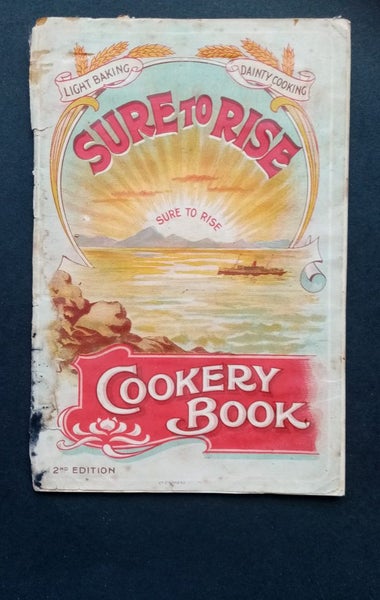 LIGHT BAKING
DAINTY COOKING
SURE TO RISE
SURE TO RISE
COOKERY
BOOK
2ND EDITION